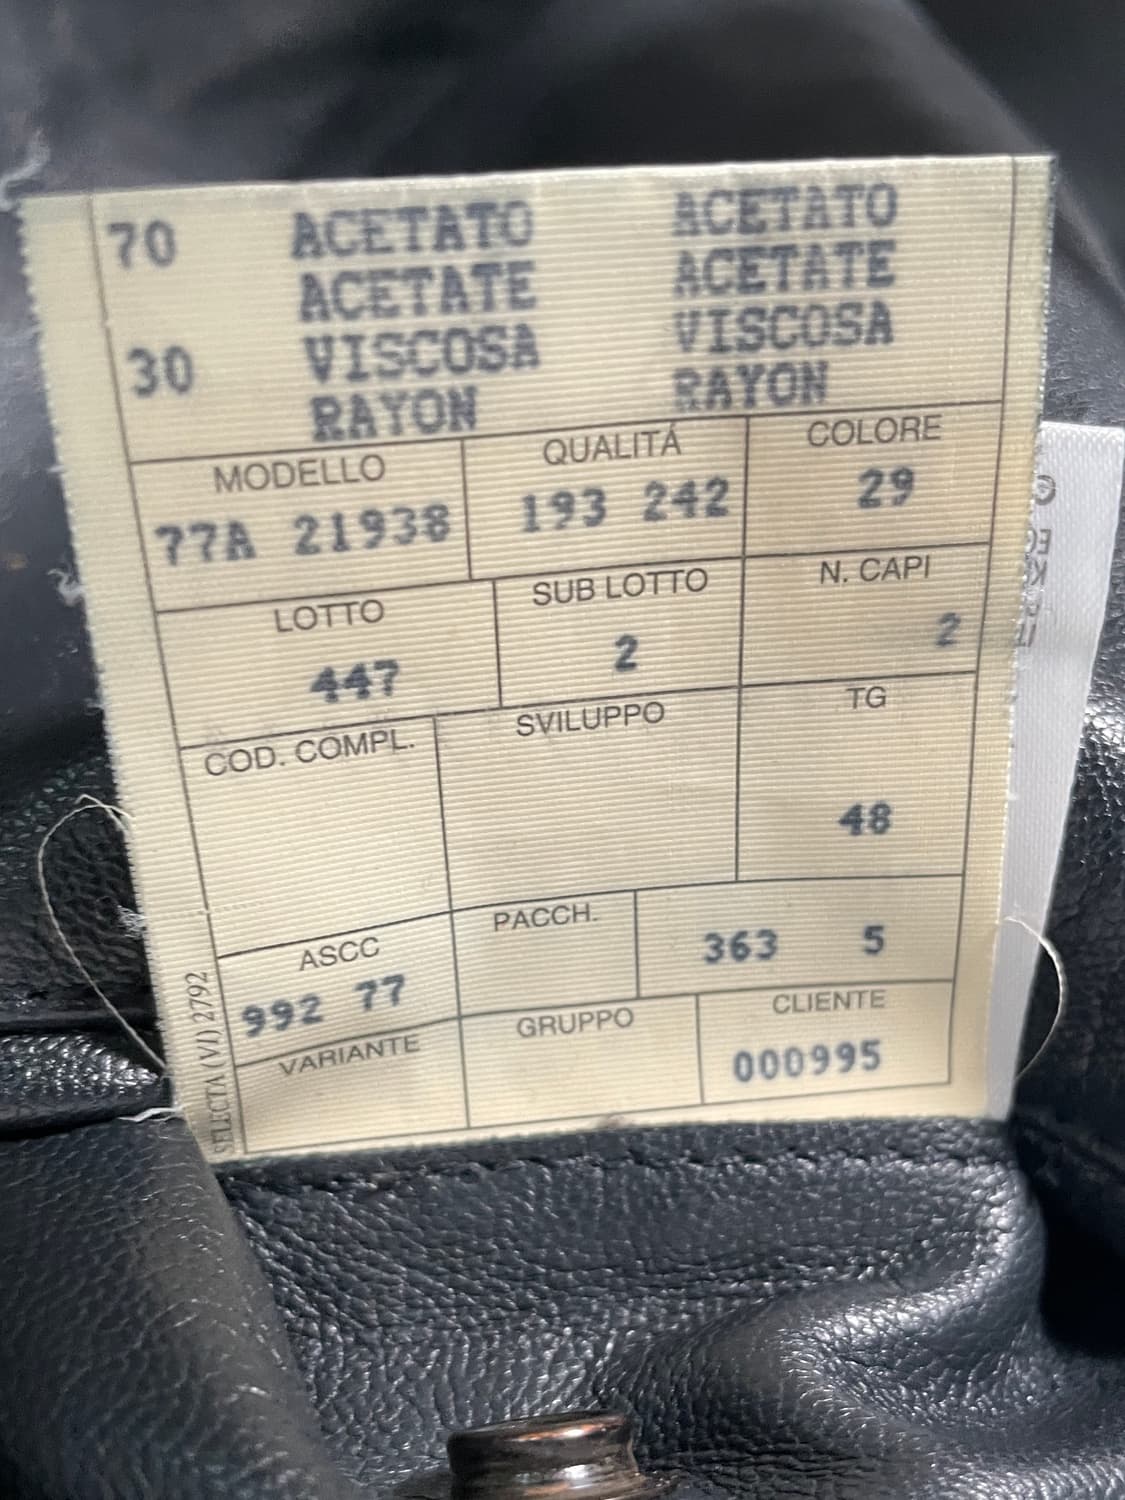 70 ACETATO ACETATO
ACETATE ACETATE
30 VISCOSA VISCOSA
RAYON RAYON
MODELLO QUALITÁ COLORE
77A 21938 193 242 29
LOTTO SUB LOTTO N. CAPI
447 2 2
COD. COMPL. SVILUPPO TG
48
ASCC PACCH.
992 77 363 5
VARIANTE GRUPPO CLIENTE
000995
SELECTA (VI) 2792